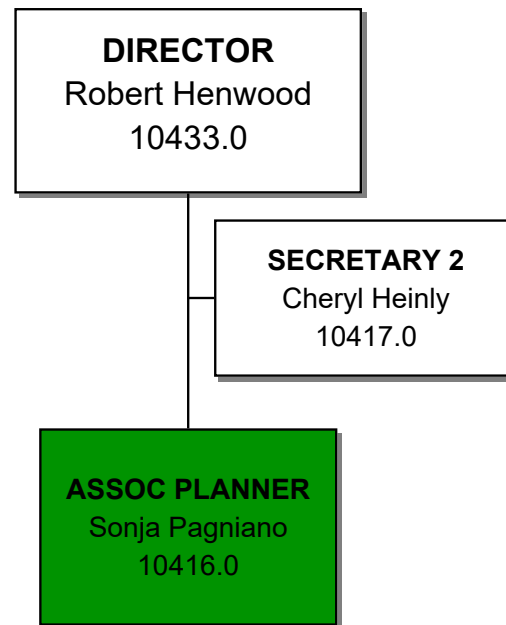 DIRECTOR
Robert Henwood
10433.0
SECRETARY 2
Cheryl Heinly
10417.0
ASSOC PLANNER
Sonja Pagniano
10416.0